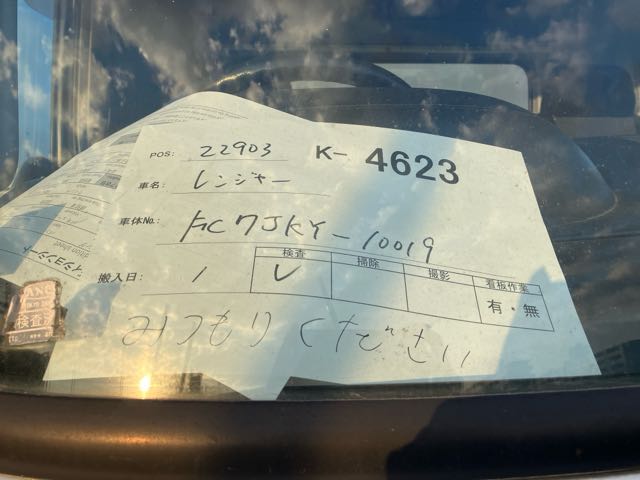 POS: 22903 K- 4623
車名: レンジャー
車体No. FC7JKY-10019
搬入日: 1
検査 掃除 撮影 看板作業
レ 有・無
みつもりください
検査